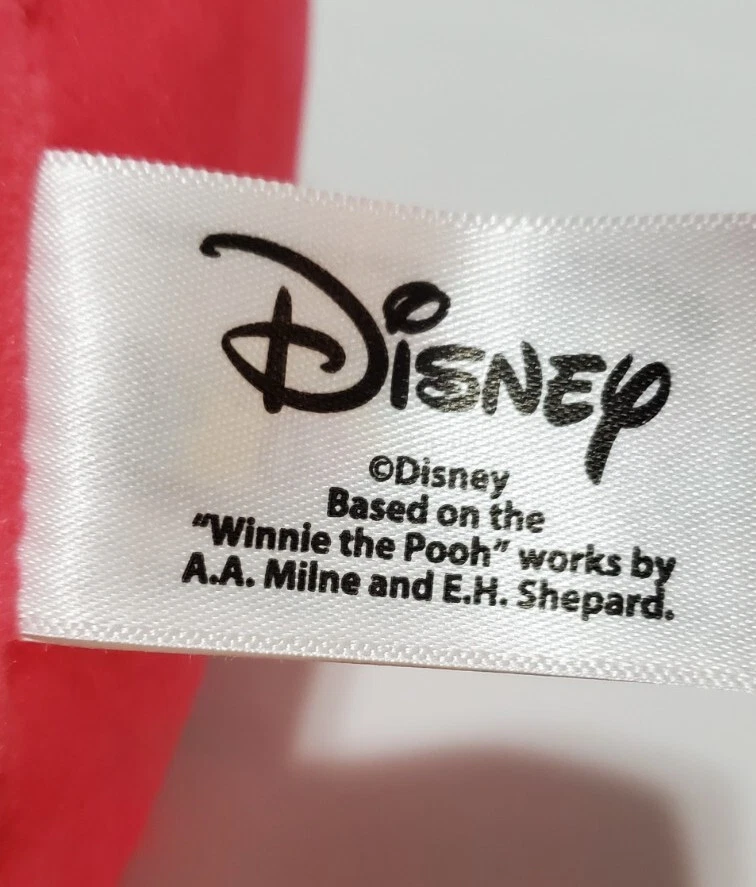 Disney
©Disney
Based on the
“Winnie the Pooh” works by
A.A. Milne and E.H. Shepard.